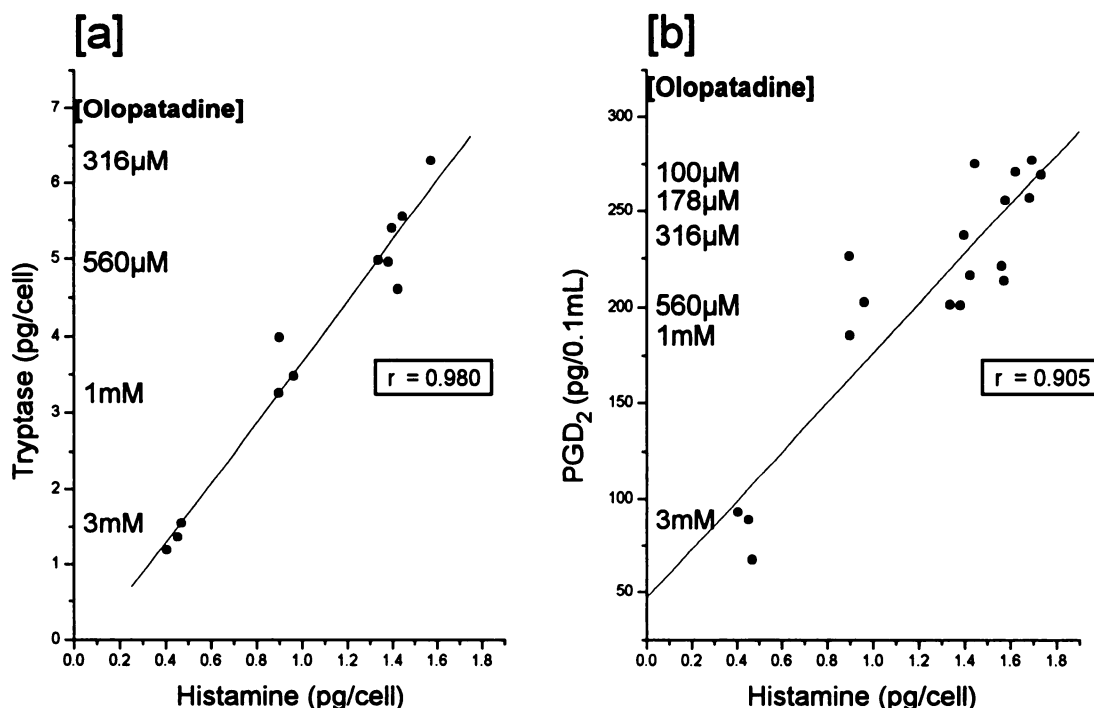 [a]
[Olopatadine]
316µM
560µM
1mM
3mM
7
6
5
4
3
2
1
0
Tryptase (pg/cell)
r = 0.980
0.0 0.2 0.4 0.6 0.8 1.0 1.2 1.4 1.6 1.8
Histamine (pg/cell)
[b]
[Olopatadine]
100µM
178µM
316µM
560µM
1mM
3mM
300
250
200
150
100
50
PGD₂ (pg/0.1mL)
r = 0.905
0.0 0.2 0.4 0.6 0.8 1.0 1.2 1.4 1.6 1.8
Histamine (pg/cell)